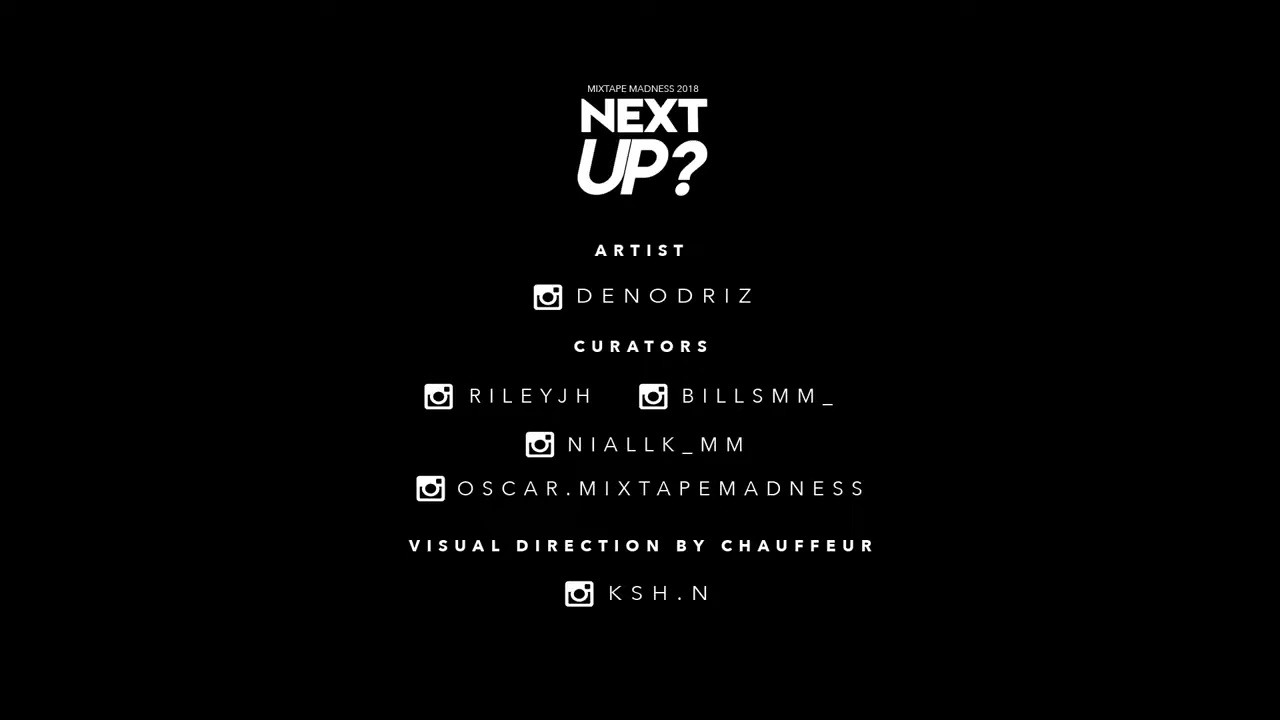 MIXTAPE MADNESS 2018
NEXT
UP?
ARTIST
DENODRIZ
CURATORS
RILEYJH BILLSMM_
NIALLK_MM
OSCAR.MIXTAPEMADNESS
VISUAL DIRECTION BY CHAUFFEUR
KSH.N